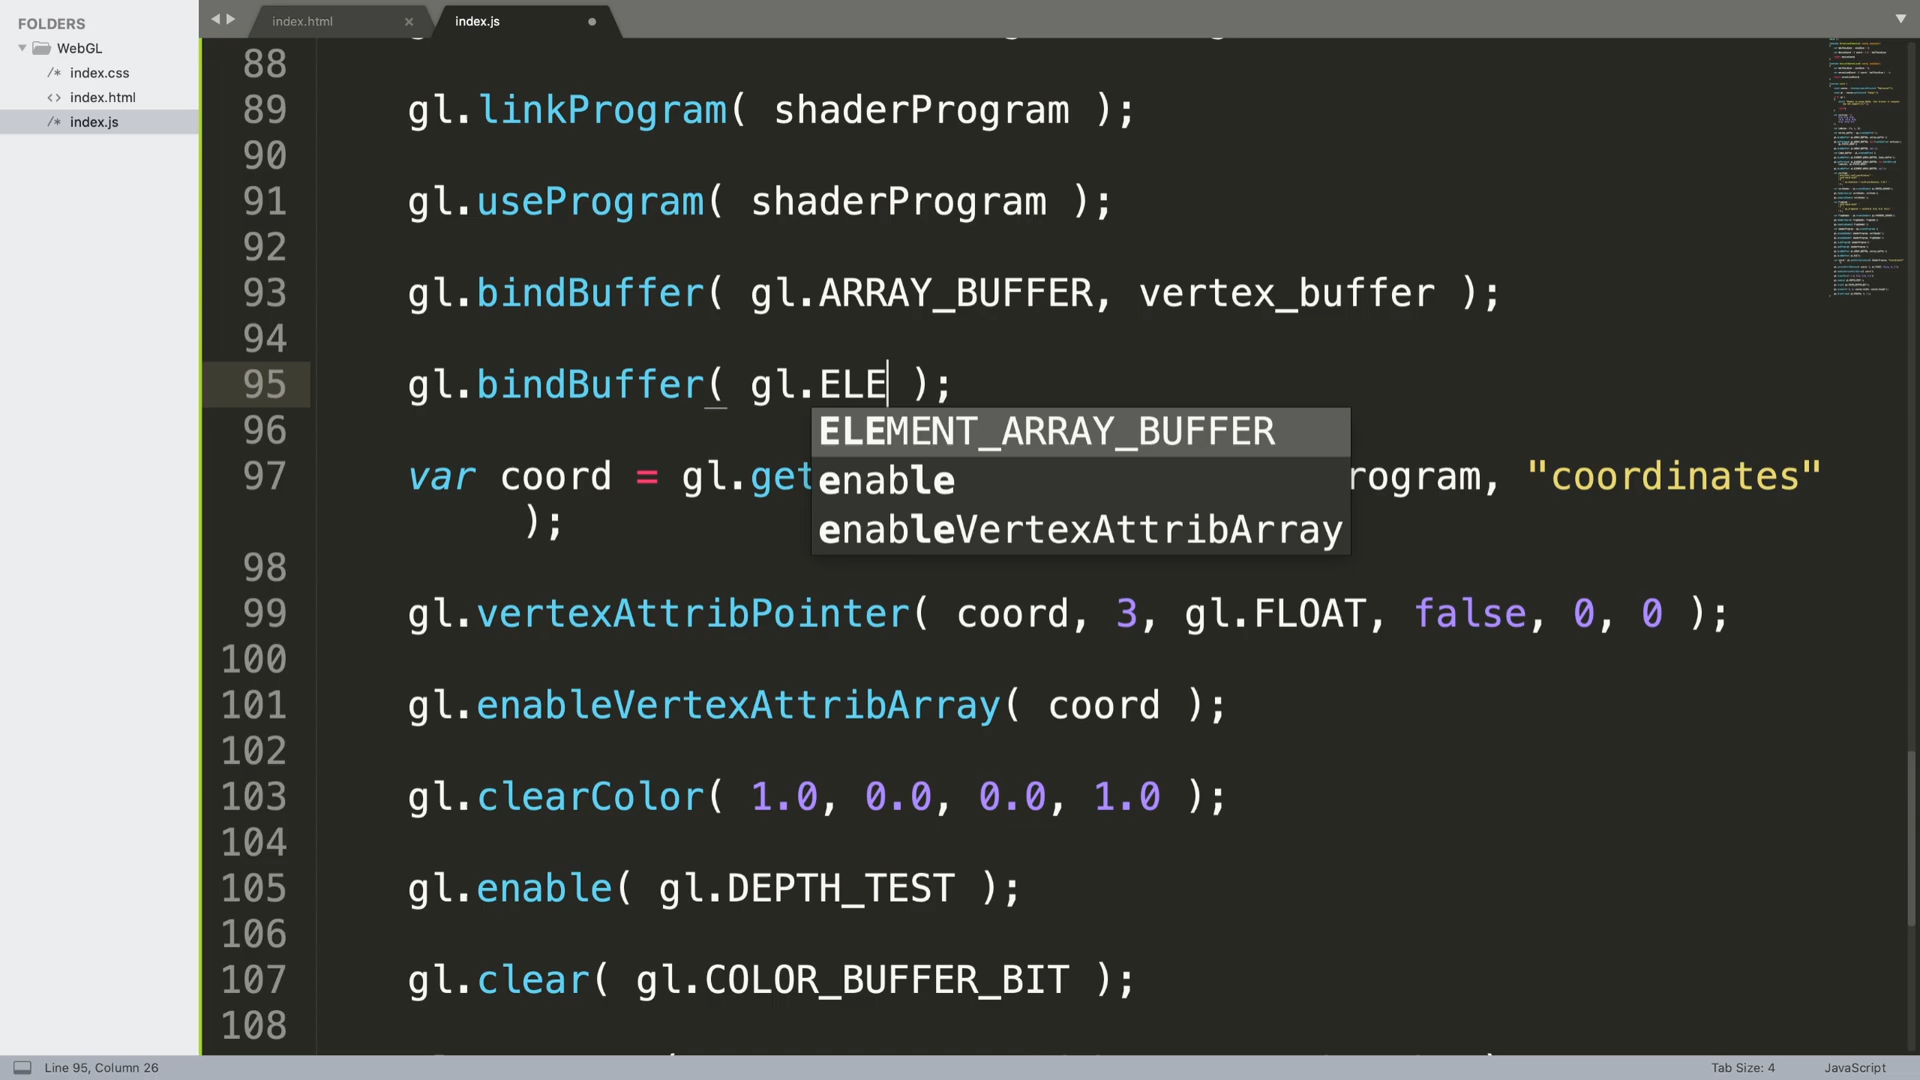 FOLDERS
WebGL
/* index.css
<> index.html
/* index.js
index.html ×
index.js
88
89 gl.linkProgram( shaderProgram );
90
91 gl.useProgram( shaderProgram );
92
93 gl.bindBuffer( gl.ARRAY_BUFFER, vertex_buffer );
94
95 gl.bindBuffer( gl.ELE );
96 ELEMENT_ARRAY_BUFFER
enable
enableVertexAttribArray
97 var coord = gl.get rogram, "coordinates"
);
98
99 gl.vertexAttribPointer( coord, 3, gl.FLOAT, false, 0, 0 );
100
101 gl.enableVertexAttribArray( coord );
102
103 gl.clearColor( 1.0, 0.0, 0.0, 1.0 );
104
105 gl.enable( gl.DEPTH_TEST );
106
107 gl.clear( gl.COLOR_BUFFER_BIT );
108
Line 95, Column 26
Tab Size: 4
JavaScript